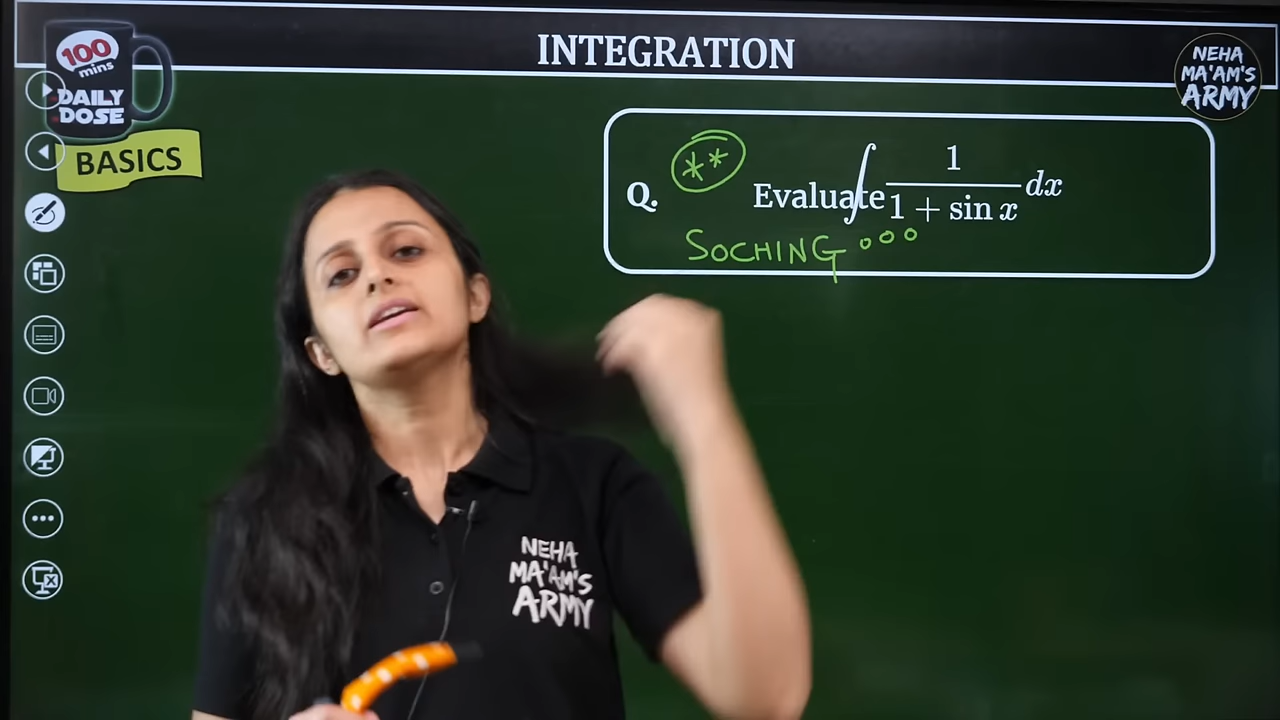 INTEGRATION
100
mins
DAILY
DOSE
BASICS
NEHA
MA'AM'S
ARMY
Q. ** Evaluate ∫ 1/(1 + sin x) dx
SOCHING ...
NEHA
MA'AM'S
ARMY